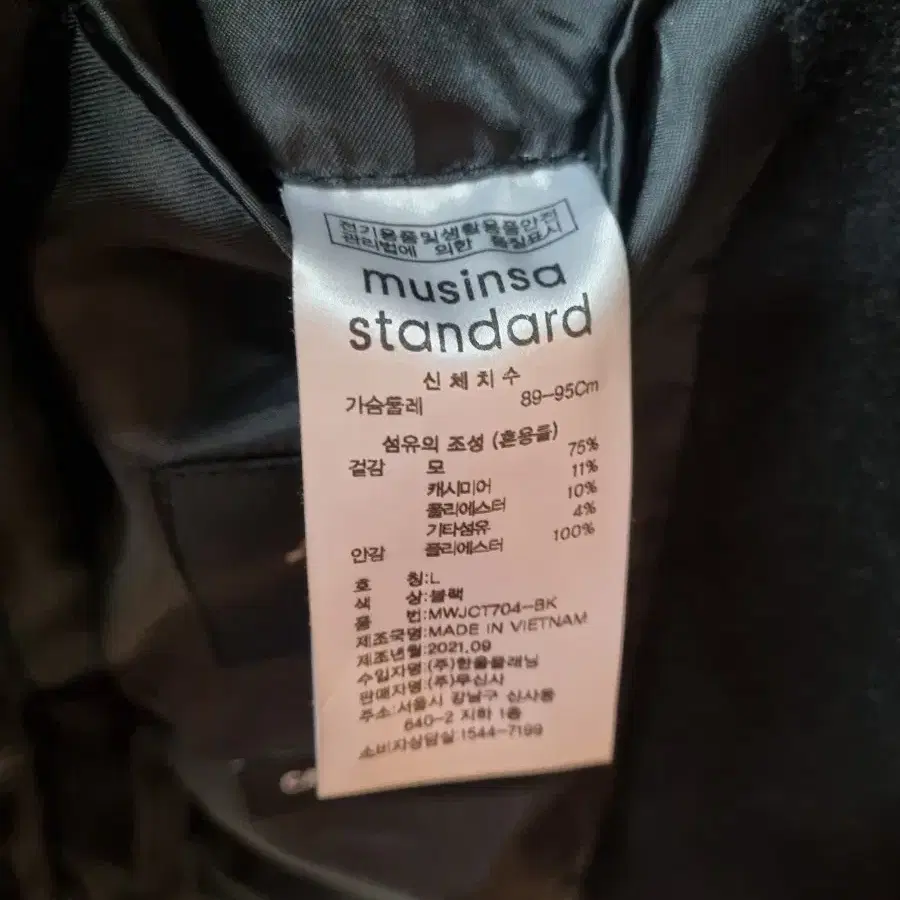 전기용품및생활용품안전
관리법에 의한 품질표시
musinsa
standard
신체치수
가슴둘레 89-95Cm
섬유의 조성 (혼용률)
겉감 모 75%
캐시미어 11%
폴리에스터 10%
기타섬유 4%
안감 폴리에스터 100%
호 칭:L
색 상:블랙
품 번:MWJCT704-BK
제조국명:MADE IN VIETNAM
제조년월:2021.09
수입자명:(주)한울플래닝
판매자명:(주)무신사
주소:서울시 강남구 신사동
640-2 지하 1층
소비자상담실:1544-7199